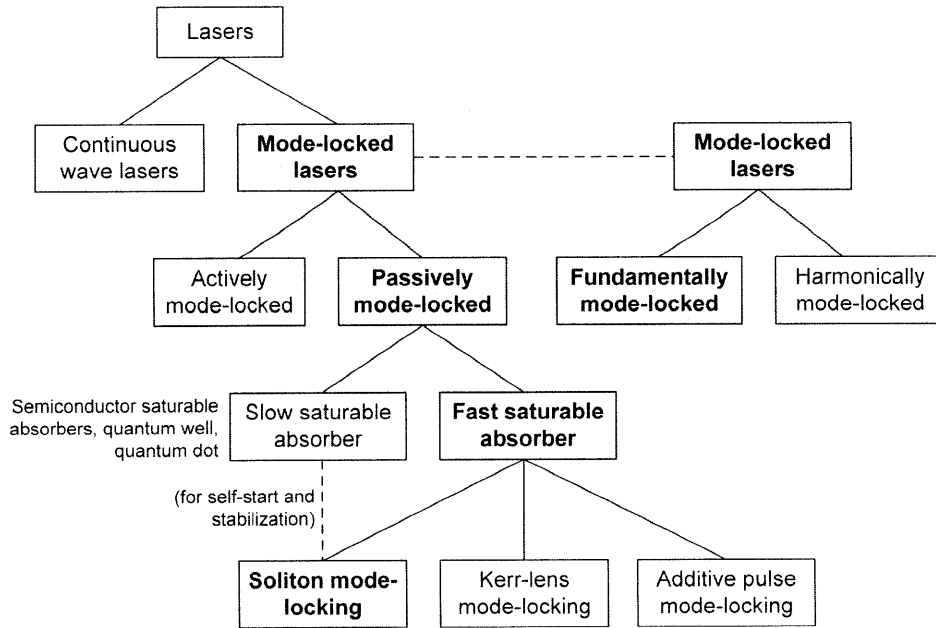 Lasers
Continuous
wave lasers
Mode-locked
lasers
Mode-locked
lasers
Actively
mode-locked
Passively
mode-locked
Fundamentally
mode-locked
Harmonically
mode-locked
Semiconductor saturable
absorbers, quantum well,
quantum dot
Slow saturable
absorber
Fast saturable
absorber
(for self-start and
stabilization)
Soliton mode-
locking
Kerr-lens
mode-locking
Additive pulse
mode-locking